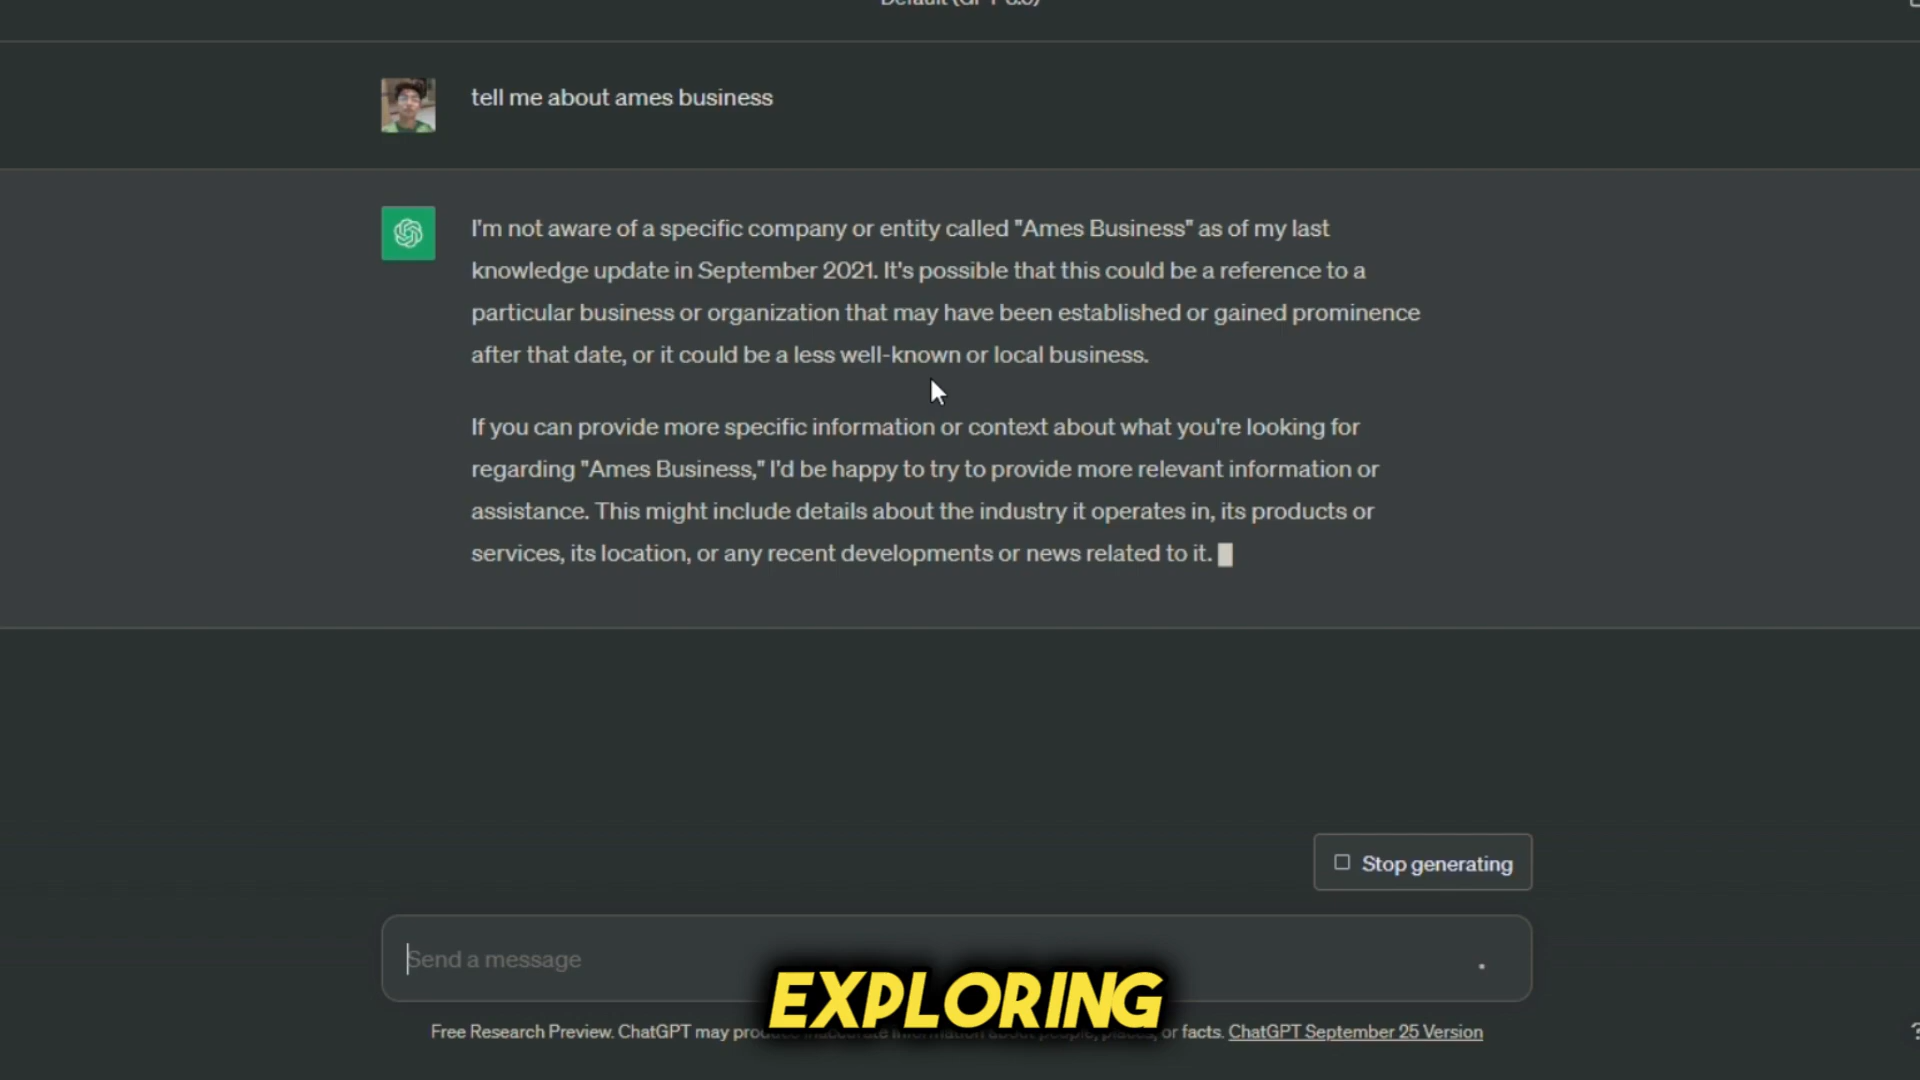 tell me about ames business
I'm not aware of a specific company or entity called "Ames Business" as of my last
knowledge update in September 2021. It's possible that this could be a reference to a
particular business or organization that may have been established or gained prominence
after that date, or it could be a less well-known or local business.
If you can provide more specific information or context about what you're looking for
regarding "Ames Business," I'd be happy to try to provide more relevant information or
assistance. This might include details about the industry it operates in, its products or
services, its location, or any recent developments or news related to it.
Stop generating
Send a message
EXPLORING
Free Research Preview. ChatGPT may produce inaccurate information about people, places, or facts. ChatGPT September 25 Version
?